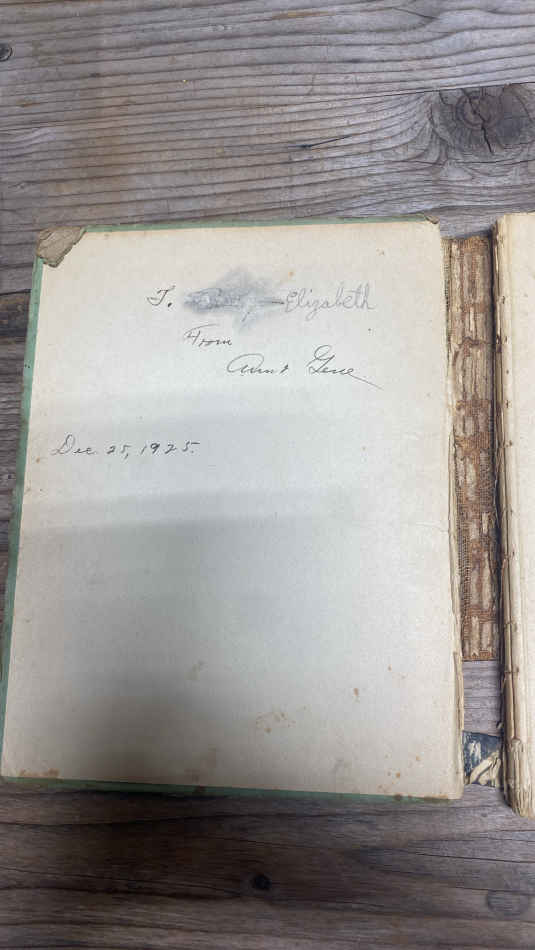 To Elizabeth
From
Aunt Gene
Dec. 25, 1925.